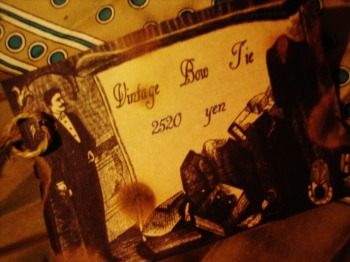 Vintage Bow Tie
2520 yen